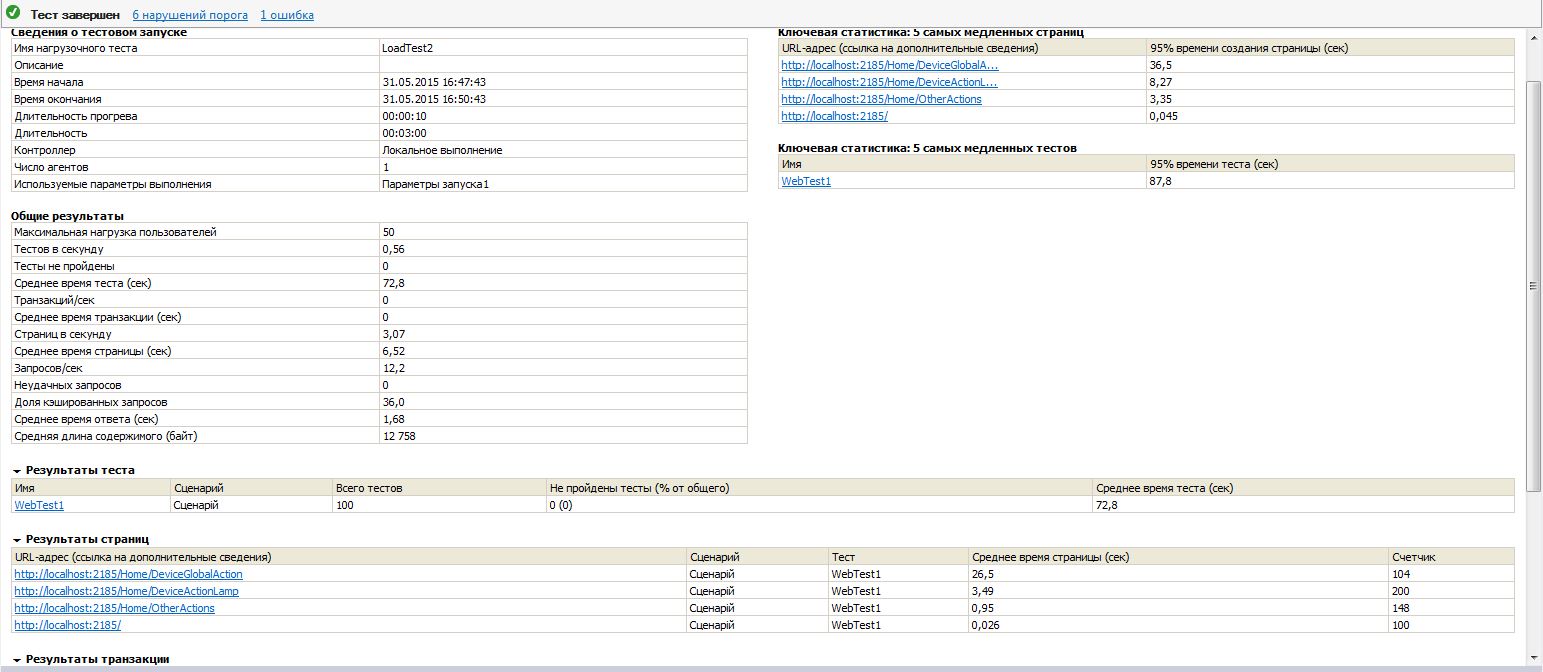 Тест завершен 6 нарушений порога 1 ошибка
Сведения о тестовом запуске
Имя нагрузочного теста LoadTest2
Описание
Время начала 31.05.2015 16:47:43
Время окончания 31.05.2015 16:50:43
Длительность прогрева 00:00:10
Длительность 00:03:00
Контроллер Локальное выполнение
Число агентов 1
Используемые параметры выполнения Параметры запуска1
Ключевая статистика: 5 самых медленных страниц
URL-адрес (ссылка на дополнительные сведения) 95% времени создания страницы (сек)
http://localhost:2185/Home/DeviceGlobalA... 36,5
http://localhost:2185/Home/DeviceActionL... 8,27
http://localhost:2185/Home/OtherActions 3,35
http://localhost:2185/ 0,045
Ключевая статистика: 5 самых медленных тестов
Имя 95% времени теста (сек)
WebTest1 87,8
Общие результаты
Максимальная нагрузка пользователей 50
Тестов в секунду 0,56
Тесты не пройдены 0
Среднее время теста (сек) 72,8
Транзакций/сек 0
Среднее время транзакции (сек) 0
Страниц в секунду 3,07
Среднее время страницы (сек) 6,52
Запросов/сек 12,2
Неудачных запросов 0
Доля кэшированных запросов 36,0
Среднее время ответа (сек) 1,68
Средняя длина содержимого (байт) 12 758
Результаты теста
Имя Сценарий Всего тестов Не пройдены тесты (% от общего) Среднее время теста (сек)
WebTest1 Сценарій 100 0 (0) 72,8
Результаты страниц
URL-адрес (ссылка на дополнительные сведения) Сценарий Тест Среднее время страницы (сек) Счетчик
http://localhost:2185/Home/DeviceGlobalAction Сценарій WebTest1 26,5 104
http://localhost:2185/Home/DeviceActionLamp Сценарій WebTest1 3,49 200
http://localhost:2185/Home/OtherActions Сценарій WebTest1 0,95 148
http://localhost:2185/ Сценарій WebTest1 0,026 100
Результаты транзакции